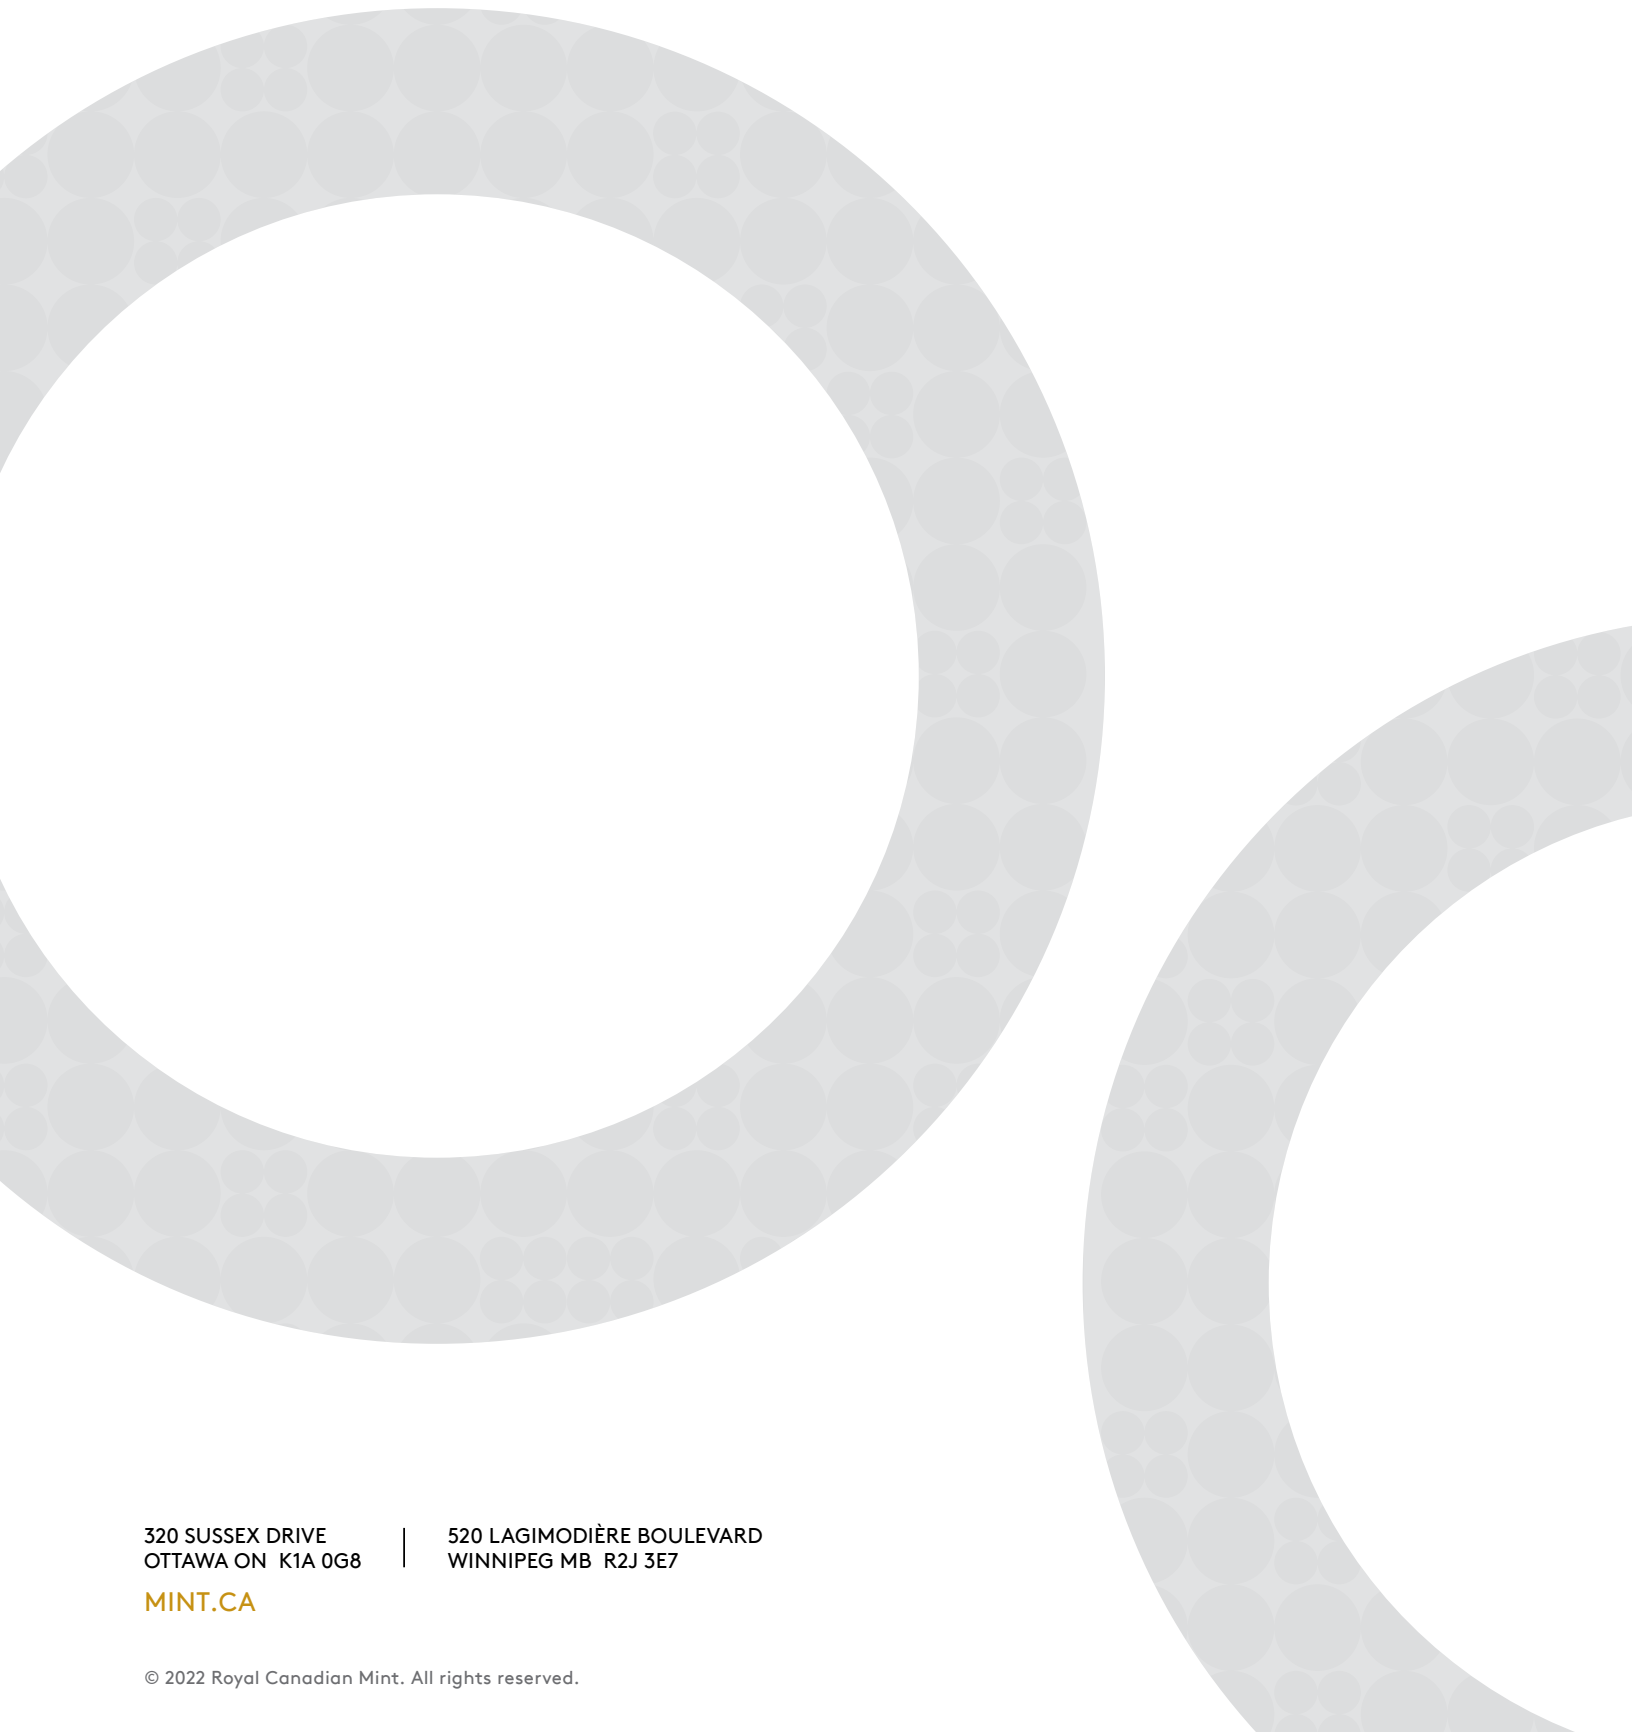 320 SUSSEX DRIVE
OTTAWA ON K1A 0G8
520 LAGIMODIÈRE BOULEVARD
WINNIPEG MB R2J 3E7
MINT.CA
© 2022 Royal Canadian Mint. All rights reserved.